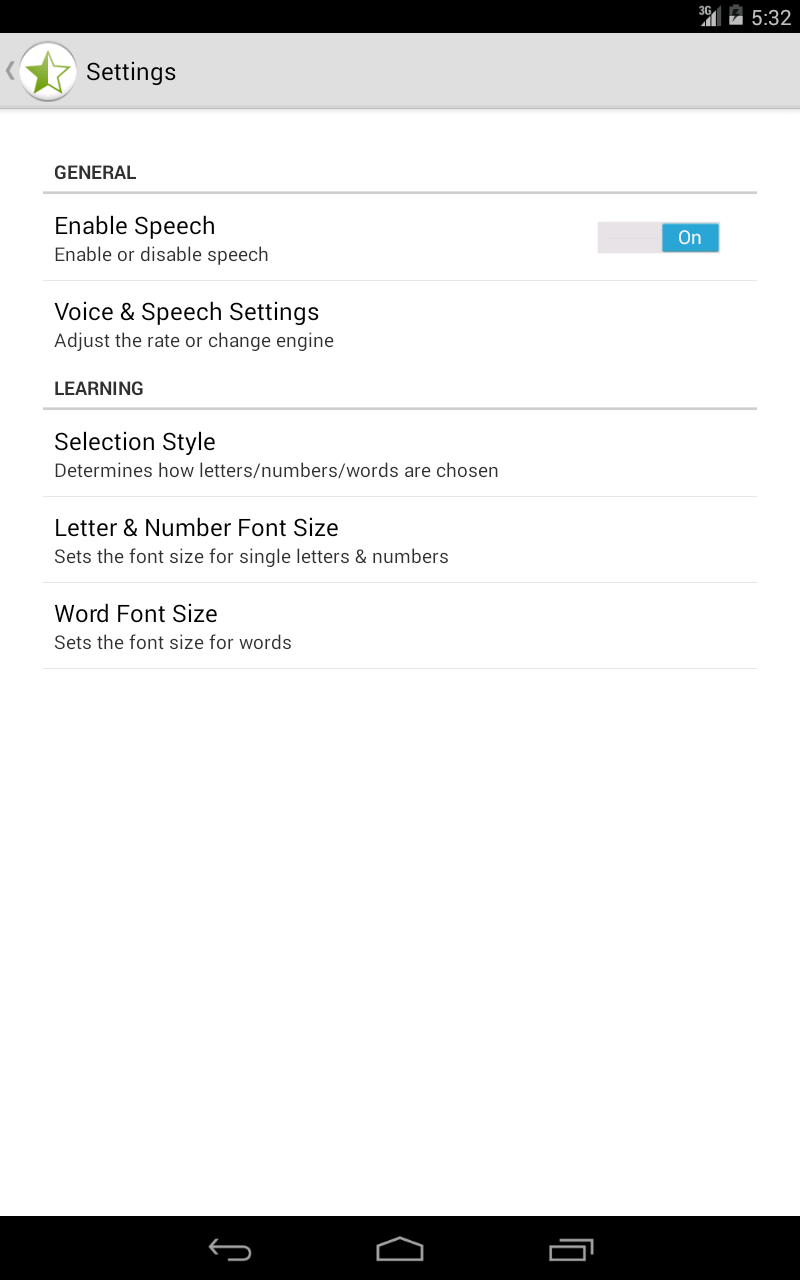 3G 5:32
Settings
GENERAL
Enable Speech
Enable or disable speech
On
Voice & Speech Settings
Adjust the rate or change engine
LEARNING
Selection Style
Determines how letters/numbers/words are chosen
Letter & Number Font Size
Sets the font size for single letters & numbers
Word Font Size
Sets the font size for words